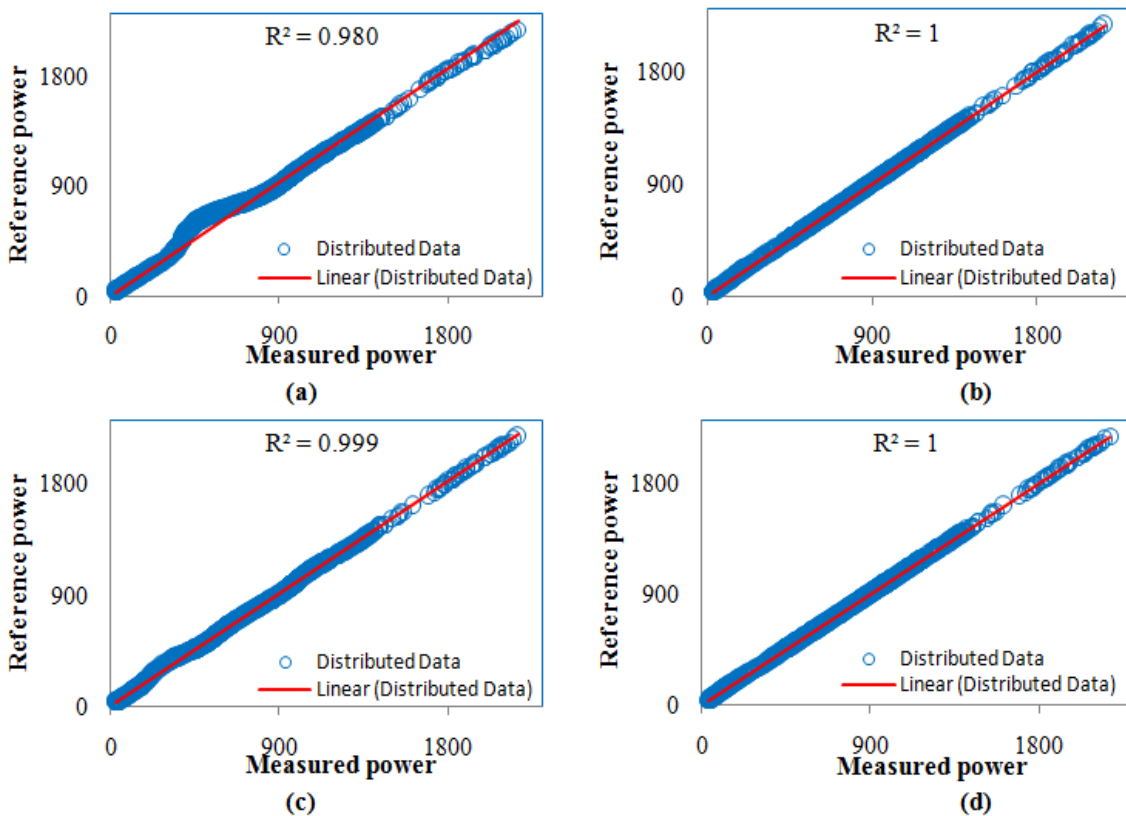 R² = 0.980
Reference power
1800
900
0
Distributed Data
Linear (Distributed Data)
0 900 1800
Measured power
(a)
R² = 1
Reference power
1800
900
0
Distributed Data
Linear (Distributed Data)
0 900 1800
Measured power
(b)
R² = 0.999
Reference power
1800
900
0
Distributed Data
Linear (Distributed Data)
0 900 1800
Measured power
(c)
R² = 1
Reference power
1800
900
0
Distributed Data
Linear (Distributed Data)
0 900 1800
Measured power
(d)